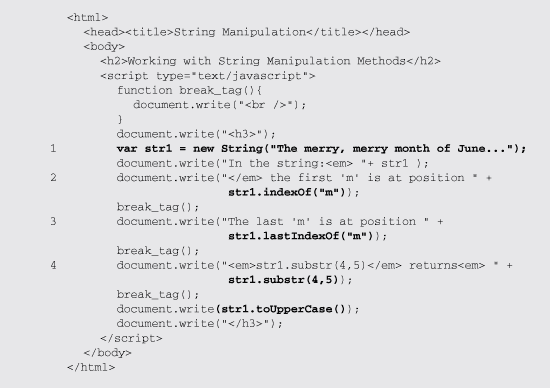 <html>
<head><title>String Manipulation</title></head>
<body>
<h2>Working with String Manipulation Methods</h2>
<script type="text/javascript">
function break_tag(){
document.write("<br />");
}
document.write("<h3>");
1 var str1 = new String("The merry, merry month of June...");
document.write("In the string:<em> "+ str1 );
2 document.write("</em> the first 'm' is at position " +
str1.indexOf("m"));
break_tag();
3 document.write("The last 'm' is at position " +
str1.lastIndexOf("m"));
break_tag();
4 document.write("<em>str1.substr(4,5)</em> returns<em> " +
str1.substr(4,5));
break_tag();
document.write(str1.toUpperCase());
document.write("</h3>");
</script>
</body>
</html>